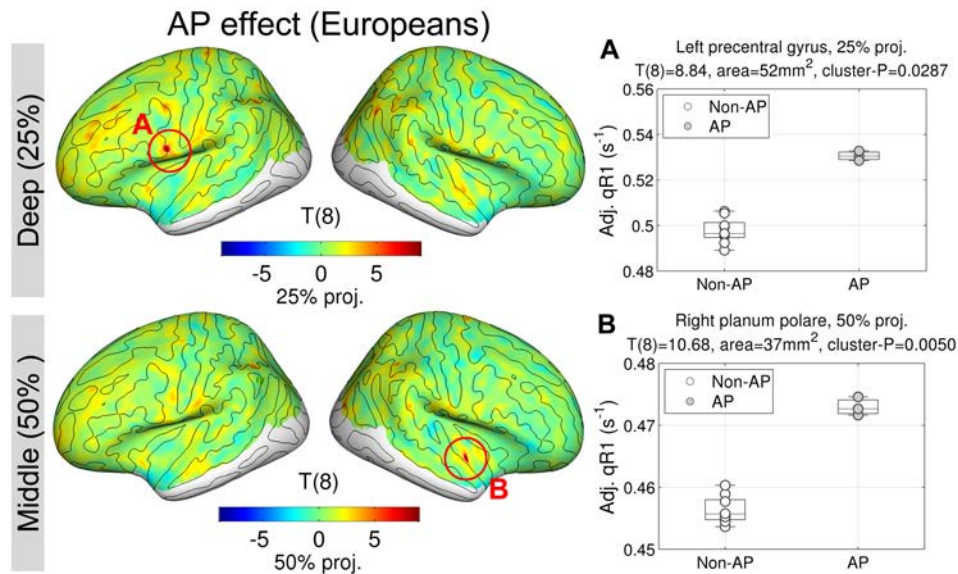 AP effect (Europeans)
Deep (25%)
A
T(8)
-5 0 5
25% proj.
A
Left precentral gyrus, 25% proj.
T(8)=8.84, area=52mm², cluster-P=0.0287
Adj. qR1 (s⁻¹)
0.56
0.54
0.52
0.5
0.48
Non-AP
AP
Non-AP AP
Middle (50%)
B
T(8)
-5 0 5
50% proj.
B
Right planum polare, 50% proj.
T(8)=10.68, area=37mm², cluster-P=0.0050
Adj. qR1 (s⁻¹)
0.48
0.47
0.46
0.45
Non-AP
AP
Non-AP AP